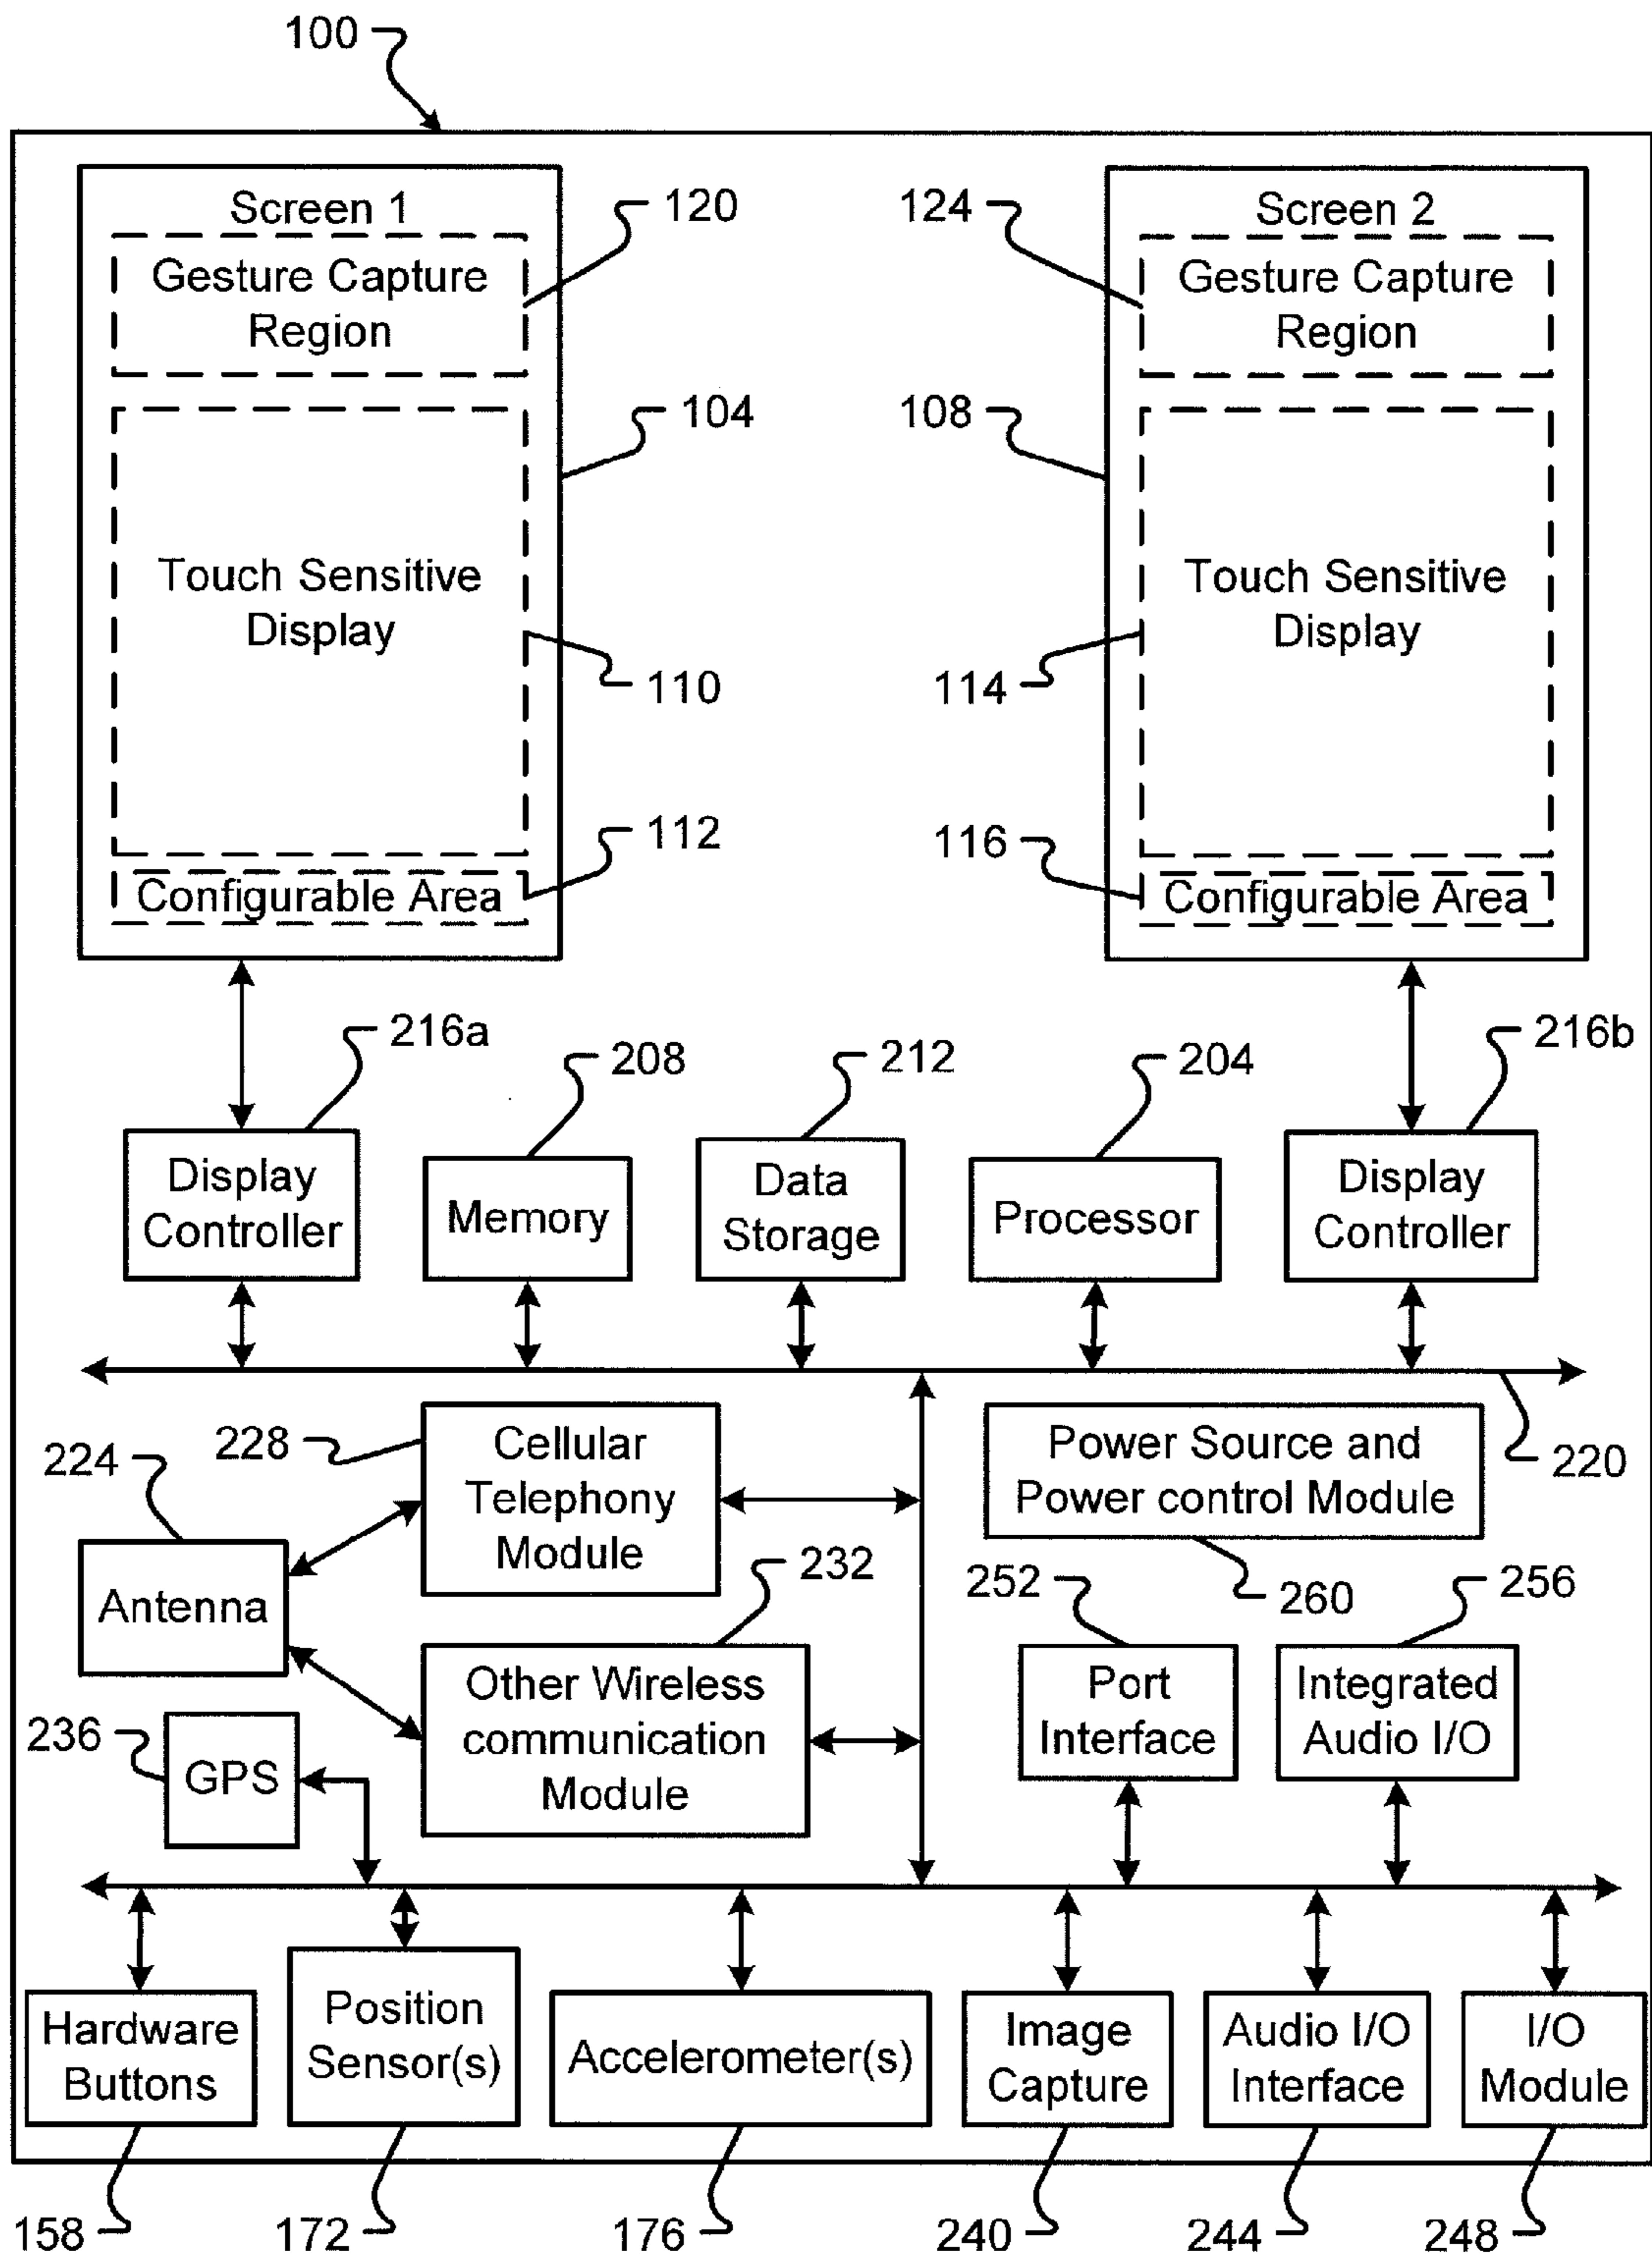 100
Screen 1
Gesture Capture
Region
120
Touch Sensitive
Display
104
110
Configurable Area
112
Screen 2
Gesture Capture
Region
124
Touch Sensitive
Display
108
114
Configurable Area
116
216a
Display
Controller
208
Memory
212
Data
Storage
204
Processor
216b
Display
Controller
220
228
Cellular
Telephony
Module
224
Antenna
232
Other Wireless
communication
Module
236
GPS
Power Source and
Power control Module
260
252
Port
Interface
256
Integrated
Audio I/O
Hardware
Buttons
Position
Sensor(s)
Accelerometer(s)
Image
Capture
Audio I/O
Interface
I/O
Module
158
172
176
240
244
248